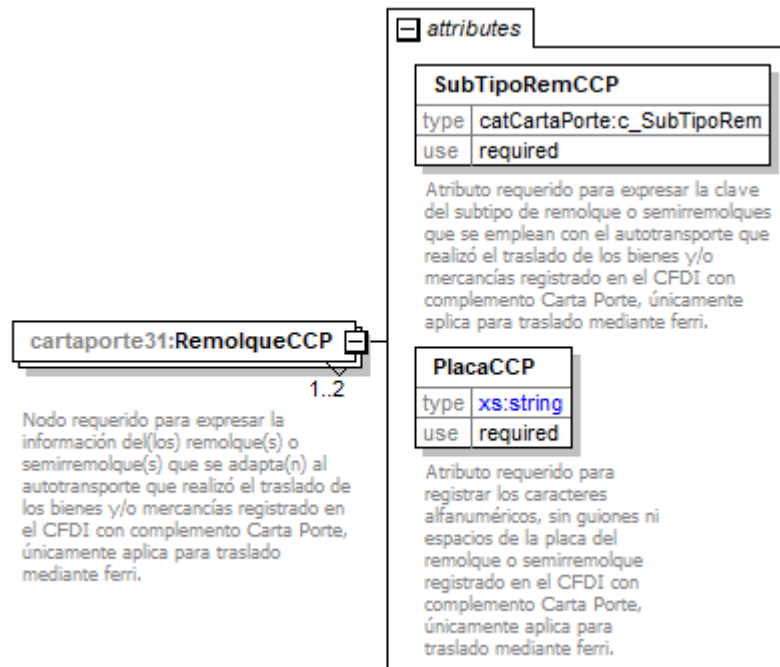 attributes
SubTipoRemCCP
type catCartaPorte:c_SubTipoRem
use required
Atributo requerido para expresar la clave
del subtipo de remolque o semirremolques
que se emplean con el autotransporte que
realizó el traslado de los bienes y/o
mercancías registrado en el CFDI con
complemento Carta Porte, únicamente
aplica para traslado mediante ferri.
cartaporte31:RemolqueCCP
1..2
Nodo requerido para expresar la
información del(los) remolque(s) o
semirremolque(s) que se adapta(n) al
autotransporte que realizó el traslado de
los bienes y/o mercancías registrado en
el CFDI con complemento Carta Porte,
únicamente aplica para traslado
mediante ferri.
PlacaCCP
type xs:string
use required
Atributo requerido para
registrar los caracteres
alfanuméricos, sin guiones ni
espacios de la placa del
remolque o semirremolque
registrado en el CFDI con
complemento Carta Porte,
únicamente aplica para
traslado mediante ferri.